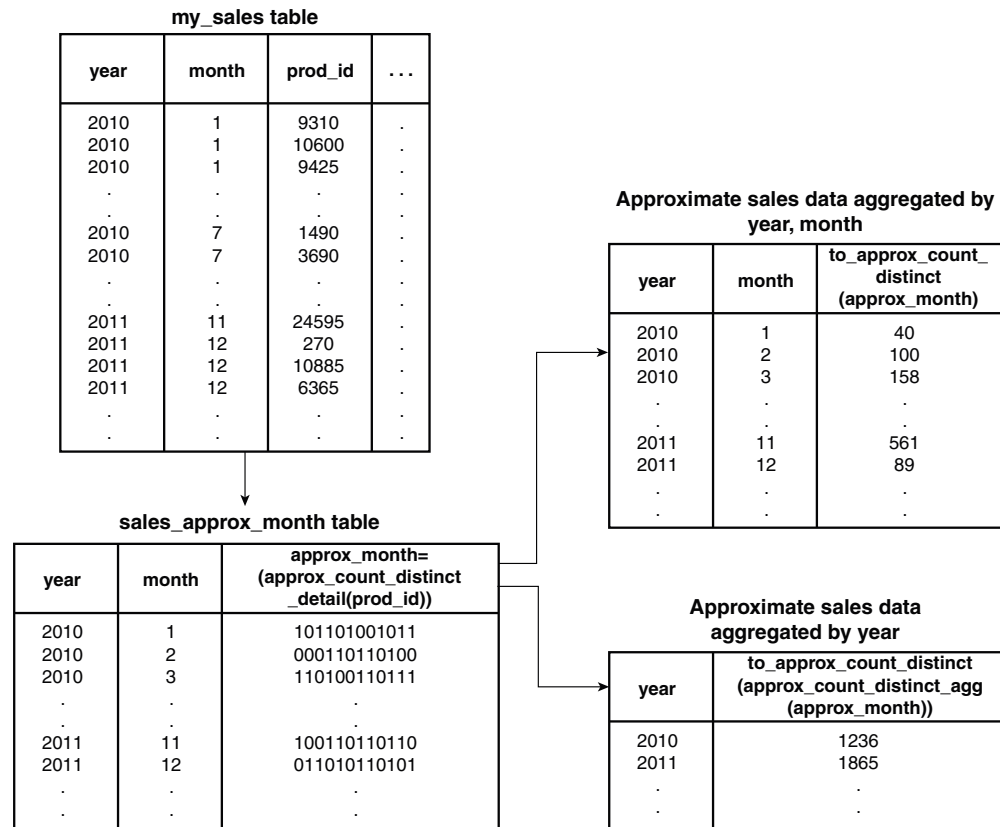 my_sales table
year month prod_id ...
2010 1 9310 .
2010 1 10600 .
2010 1 9425 .
. . . .
. . . .
2010 7 1490 .
2010 7 3690 .
. . . .
. . . .
2011 11 24595 .
2011 12 270 .
2011 12 10885 .
2011 12 6365 .
. . . .
. . . .
sales_approx_month table
year month approx_month=
(approx_count_distinct
_detail(prod_id))
2010 1 101101001011
2010 2 000110110100
2010 3 110100110111
. . .
. . .
2011 11 100110110110
2011 12 011010110101
. . .
. . .
Approximate sales data aggregated by
year, month
year month to_approx_count_
distinct
(approx_month)
2010 1 40
2010 2 100
2010 3 158
. . .
. . .
2011 11 561
2011 12 89
. . .
. . .
Approximate sales data
aggregated by year
year to_approx_count_distinct
(approx_count_distinct_agg
(approx_month))
2010 1236
2011 1865
. .
. .